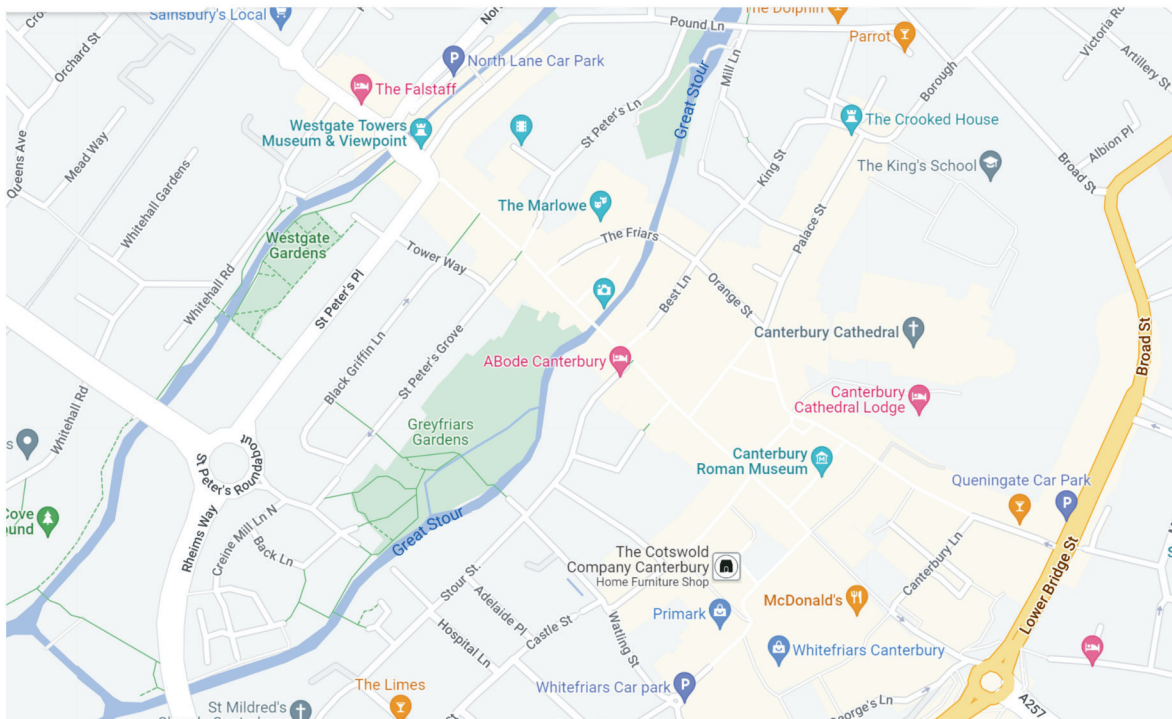 Sainsbury's Local
The Dolphin
Pound Ln
Parrot
Victoria Ro
Artillery St
Orchard St
North Lane Car Park
The Falstaff
Mill Ln
Borough
Westgate Towers
Museum & Viewpoint
St Peter's Ln
Great Stour
The Crooked House
Albion Pl
Queens Ave
Mead Way
King St
The King's School
Broad St
Whitehall Gardens
The Marlowe
Palace St
Westgate
Gardens
Tower Way
The Friars
Whitehall Rd
St Peter's Pl
Best Ln
Orange St
Canterbury Cathedral
Broad St
Black Griffin Ln
St Peter's Grove
ABode Canterbury
Canterbury
Cathedral Lodge
Whitehall Rd
Greyfriars
Gardens
St Peter's Roundabout
Canterbury
Roman Museum
Queningate Car Park
Cove
ound
Rheims Way
Creine Mill Ln N
Back Ln
Great Stour
Canterbury Ln
Lower Bridge St
The Cotswold
Company Canterbury
Home Furniture Shop
Stour St.
Adelaide Pl
Castle St
Watling St
Hospital Ln
Primark
McDonald's
Whitefriars Canterbury
The Limes
Whitefriars Car park
George's Ln
A257
St Mildred's